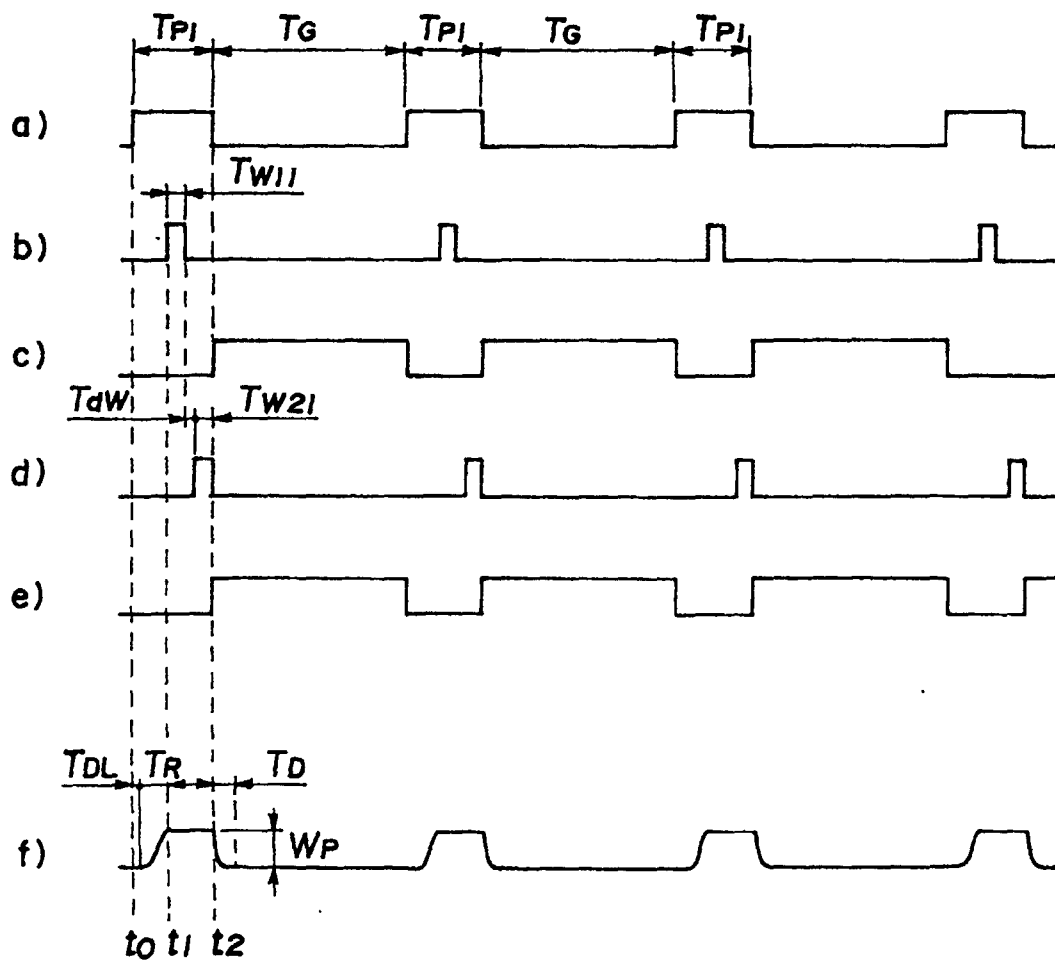 TP1 TG TP1 TG TP1
a)
TW11
b)
c)
TdW TW21
d)
e)
TDL TR TD
WP
f)
t0 t1 t2